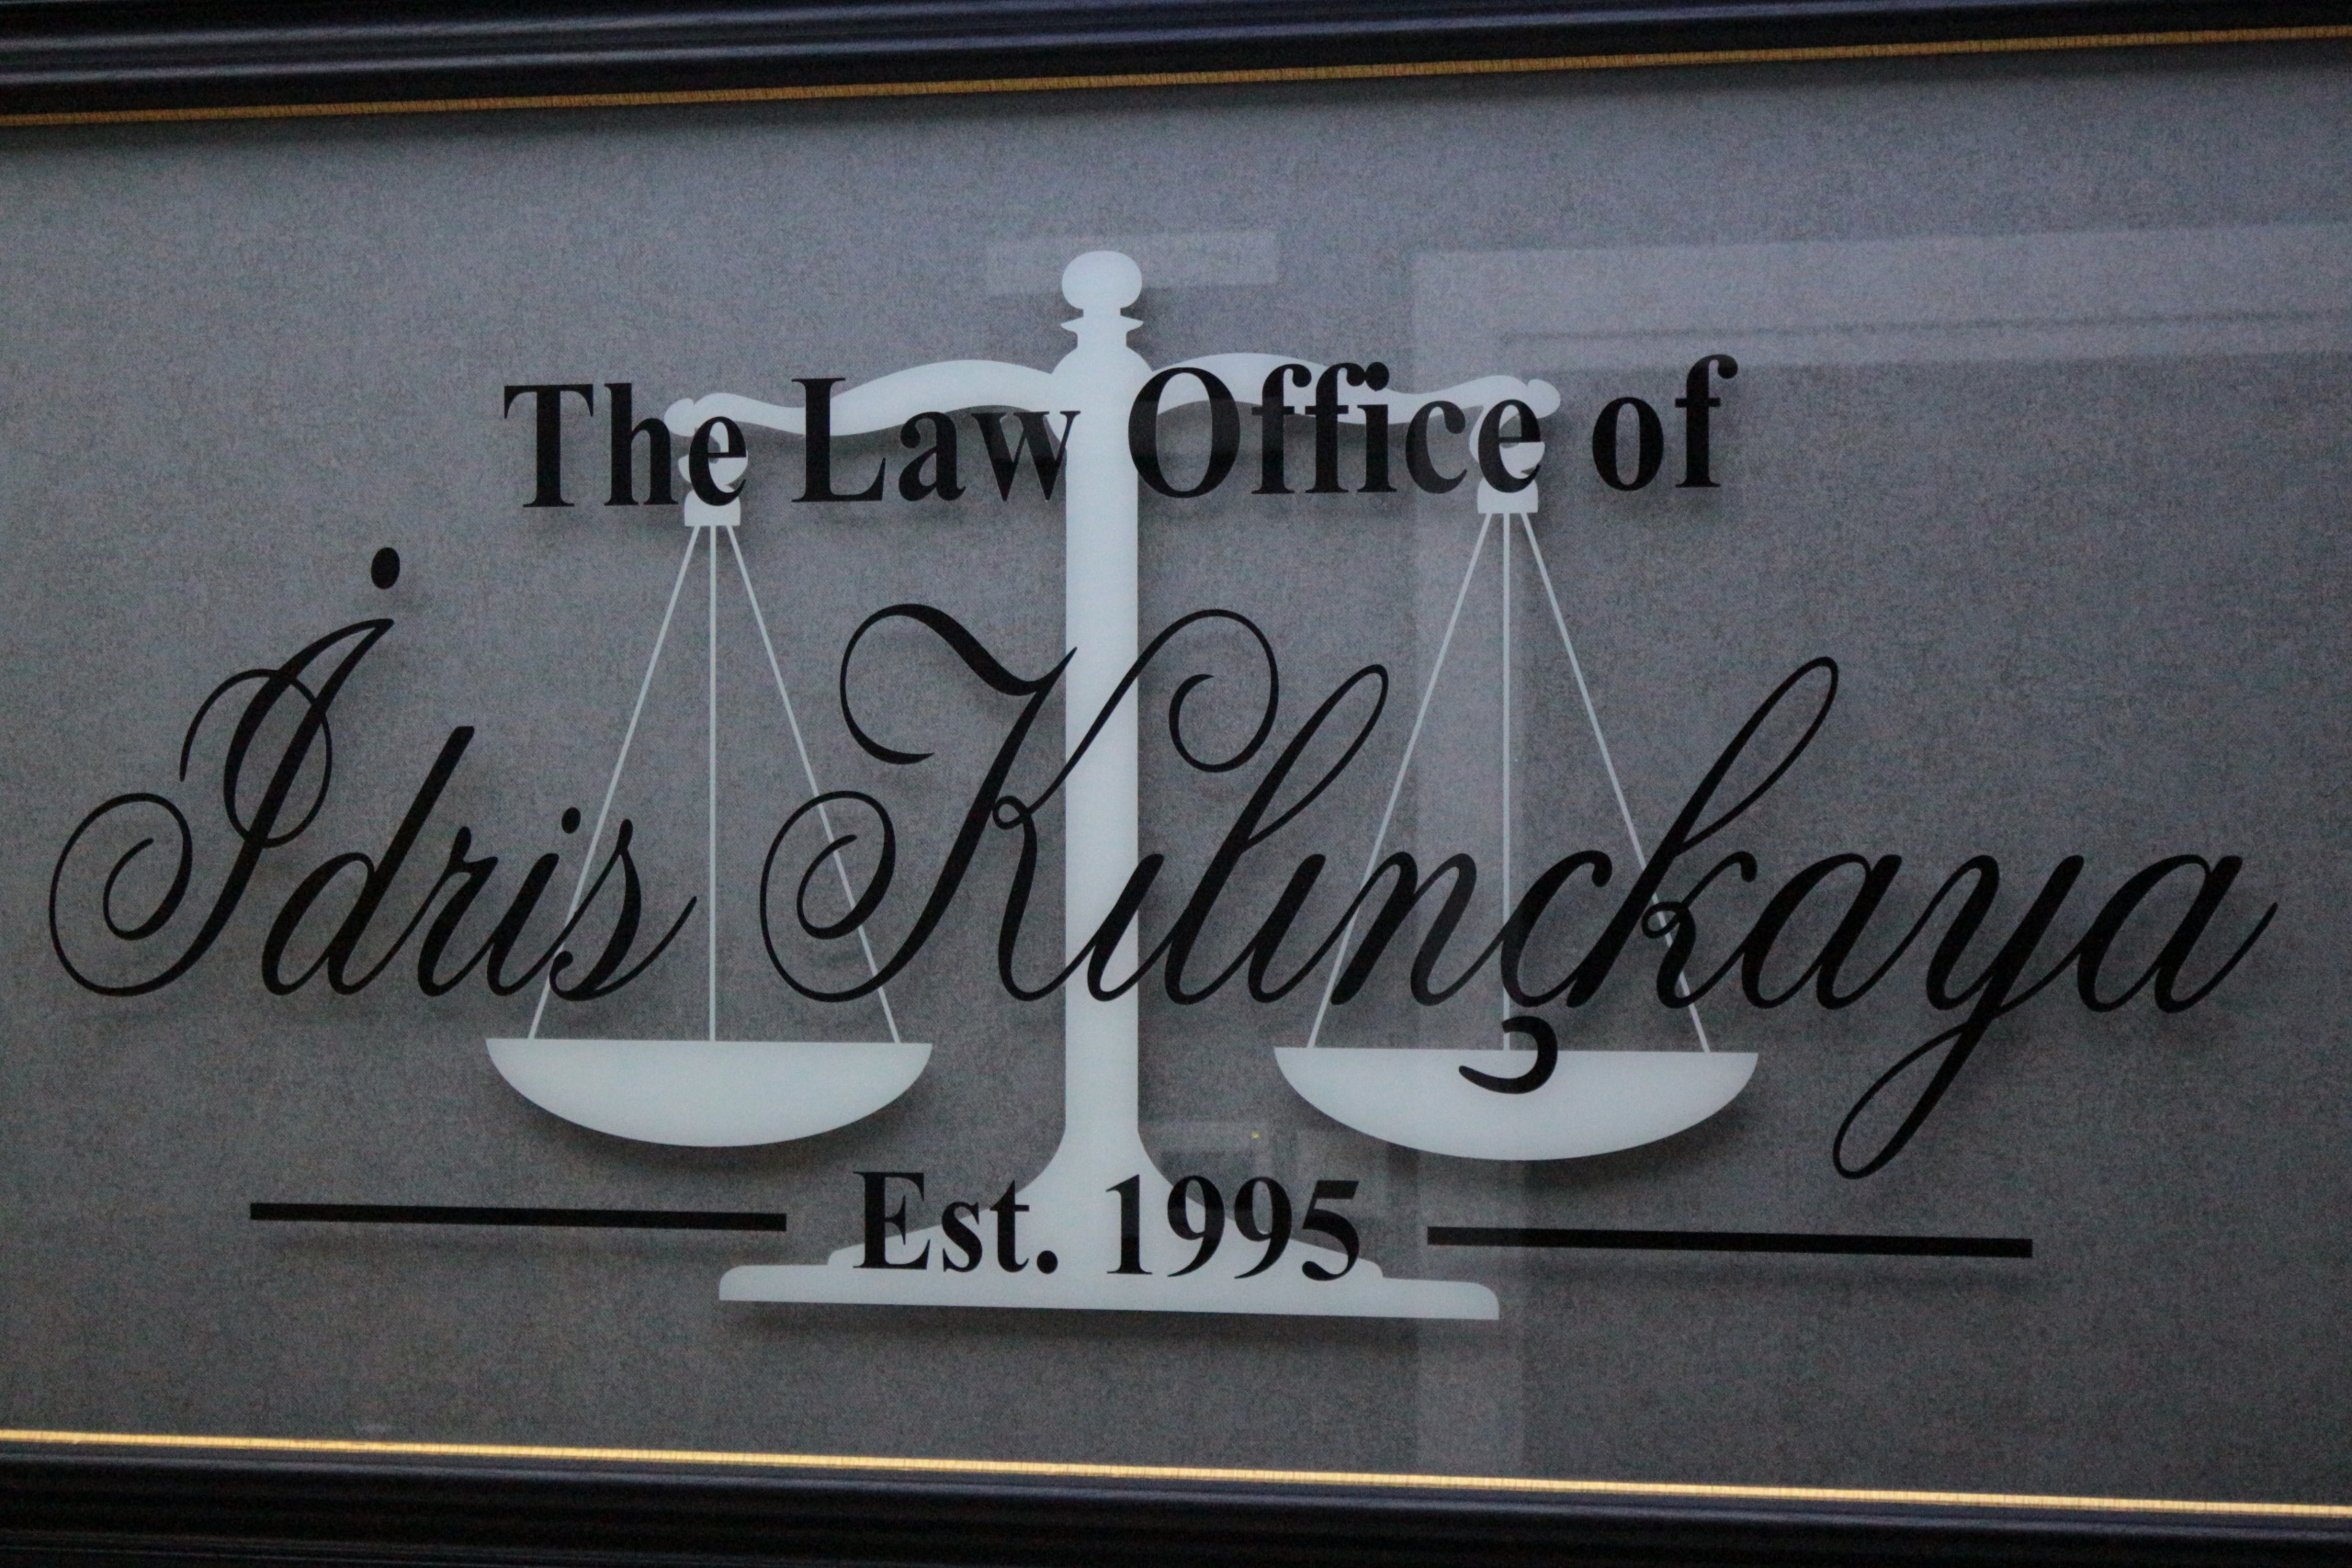 The Law Office of
İdris Kılınçkaya
Est. 1995